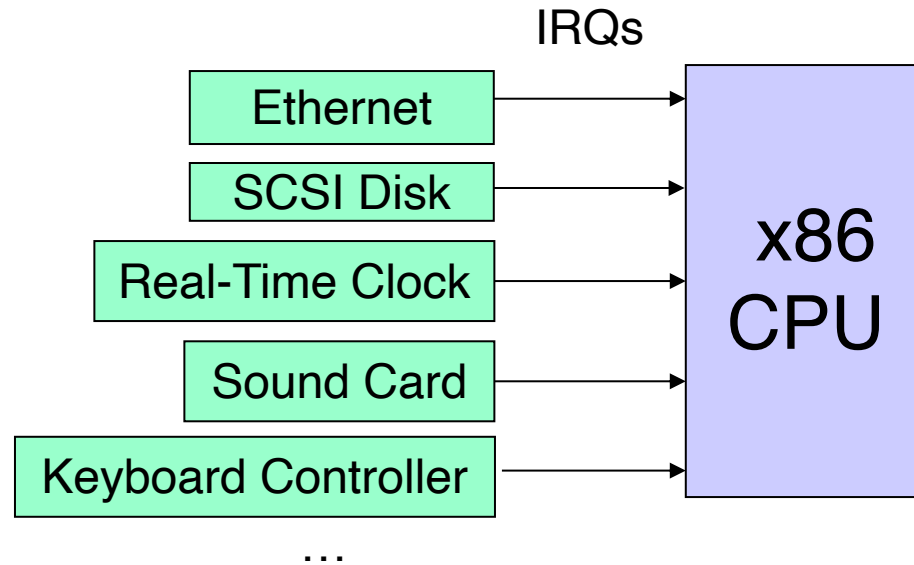 IRQs
Ethernet
SCSI Disk
Real-Time Clock
Sound Card
Keyboard Controller
...
x86
CPU